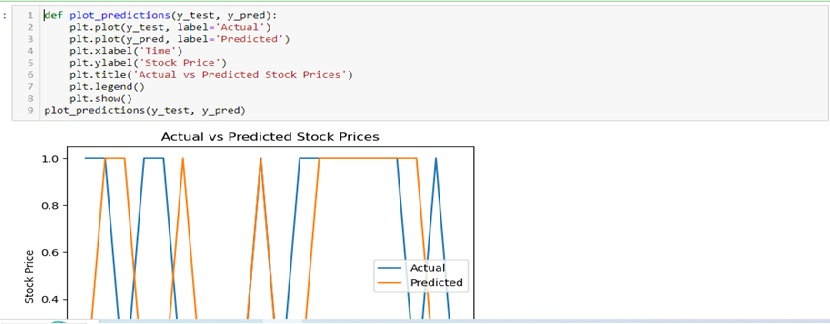 :
1 def plot_predictions(y_test, y_pred):
2 plt.plot(y_test, label='Actual')
3 plt.plot(y_pred, label='Predicted')
4 plt.xlabel('Time')
5 plt.ylabel('Stock Price')
6 plt.title('Actual vs Predicted Stock Prices')
7 plt.legend()
8 plt.show()
9 plot_predictions(y_test, y_pred)
Actual vs Predicted Stock Prices
1.0
0.8
0.6
0.4
Stock Price
Actual
Predicted